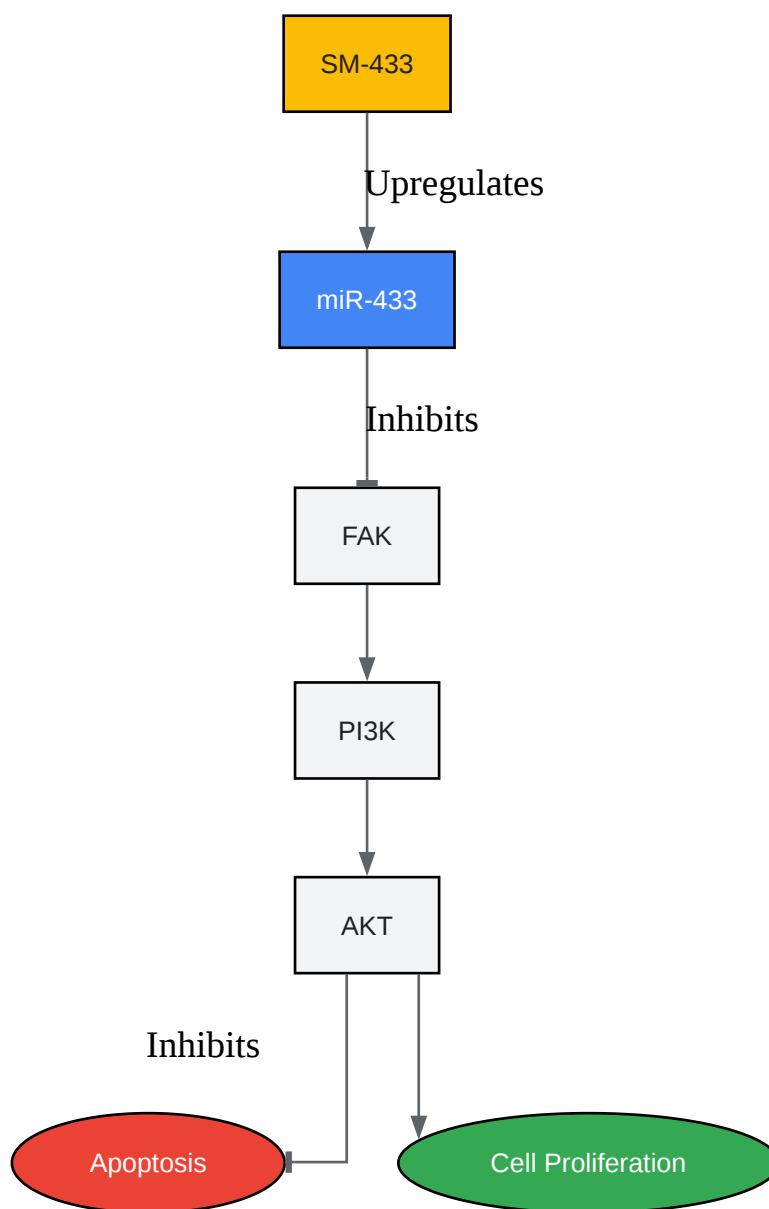 SM-433
Upregulates
miR-433
Inhibits
FAK
PI3K
AKT
Inhibits
Apoptosis
Cell Proliferation